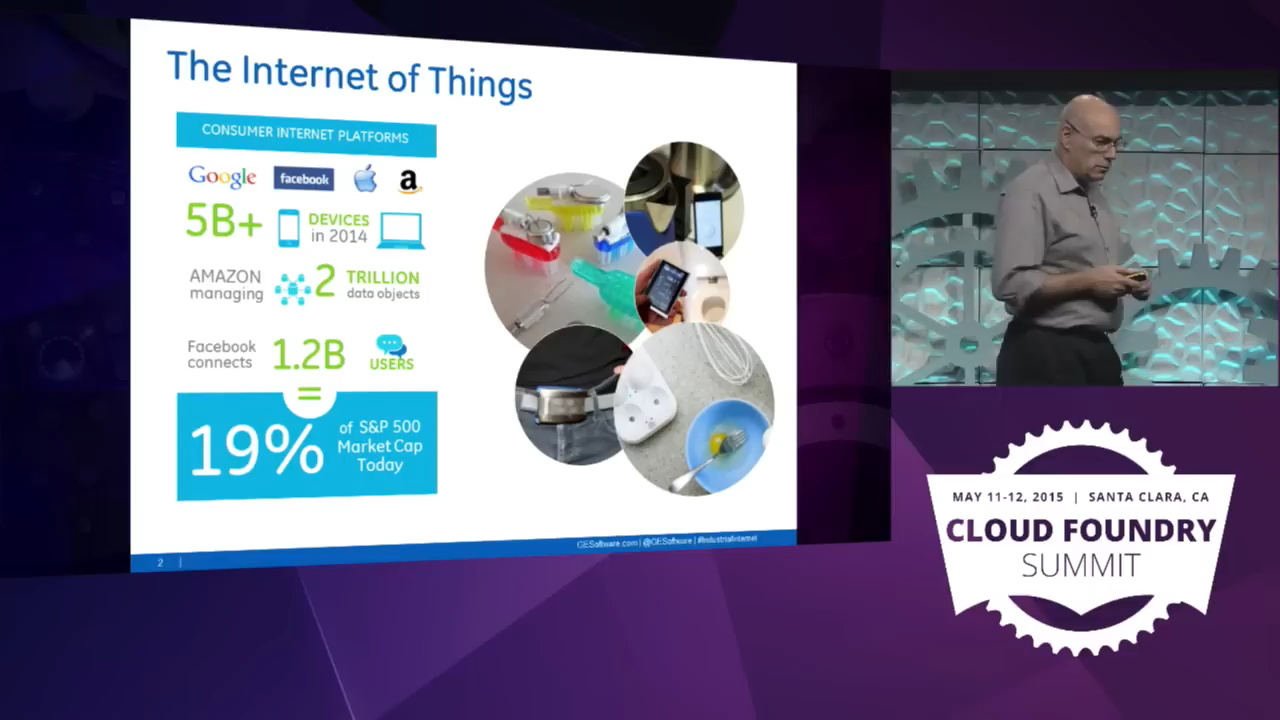 The Internet of Things
CONSUMER INTERNET PLATFORMS
Google facebook a
5B+ DEVICES
in 2014
AMAZON
managing
2 TRILLION
data objects
Facebook
connects
1.2B USERS
=
19% of S&P 500
Market Cap
Today
GESoftware.com | @GESoftware | #IndustrialInternet
2 |
MAY 11-12, 2015 | SANTA CLARA, CA
CLOUD FOUNDRY
SUMMIT